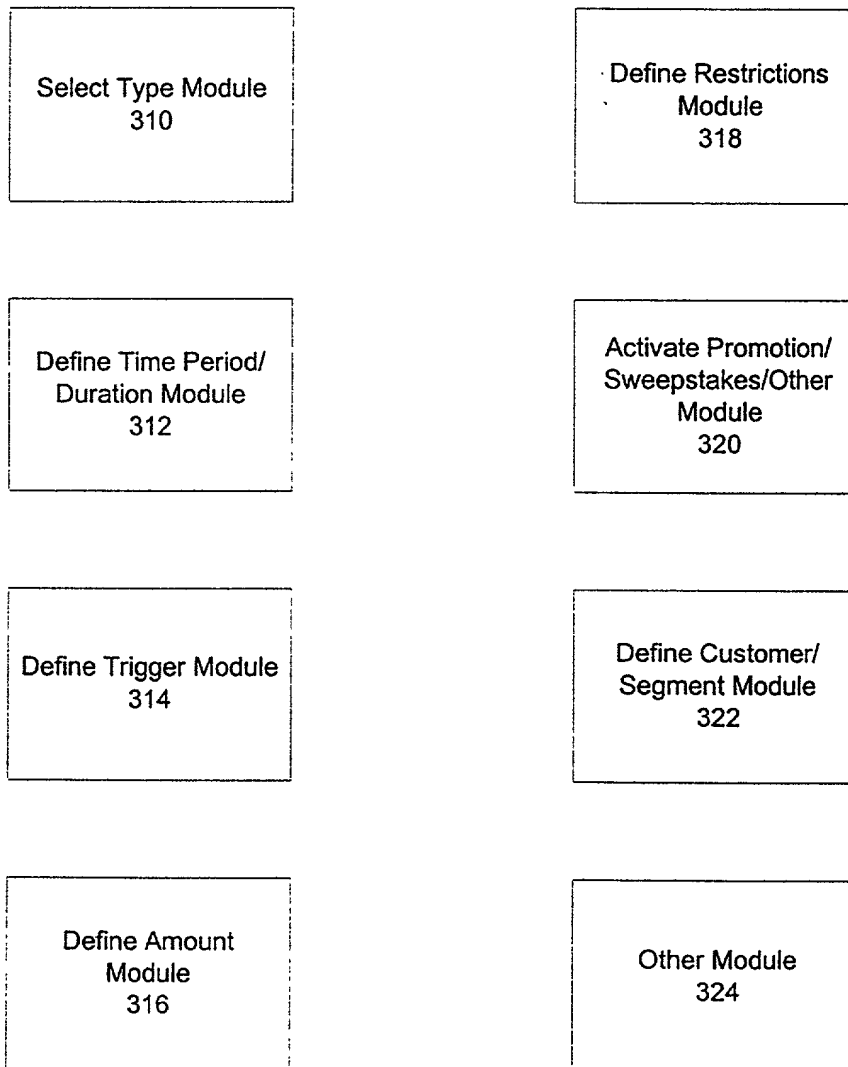 Select Type Module
310
Define Time Period/
Duration Module
312
Define Trigger Module
314
Define Amount
Module
316
Define Restrictions
Module
318
Activate Promotion/
Sweepstakes/Other
Module
320
Define Customer/
Segment Module
322
Other Module
324